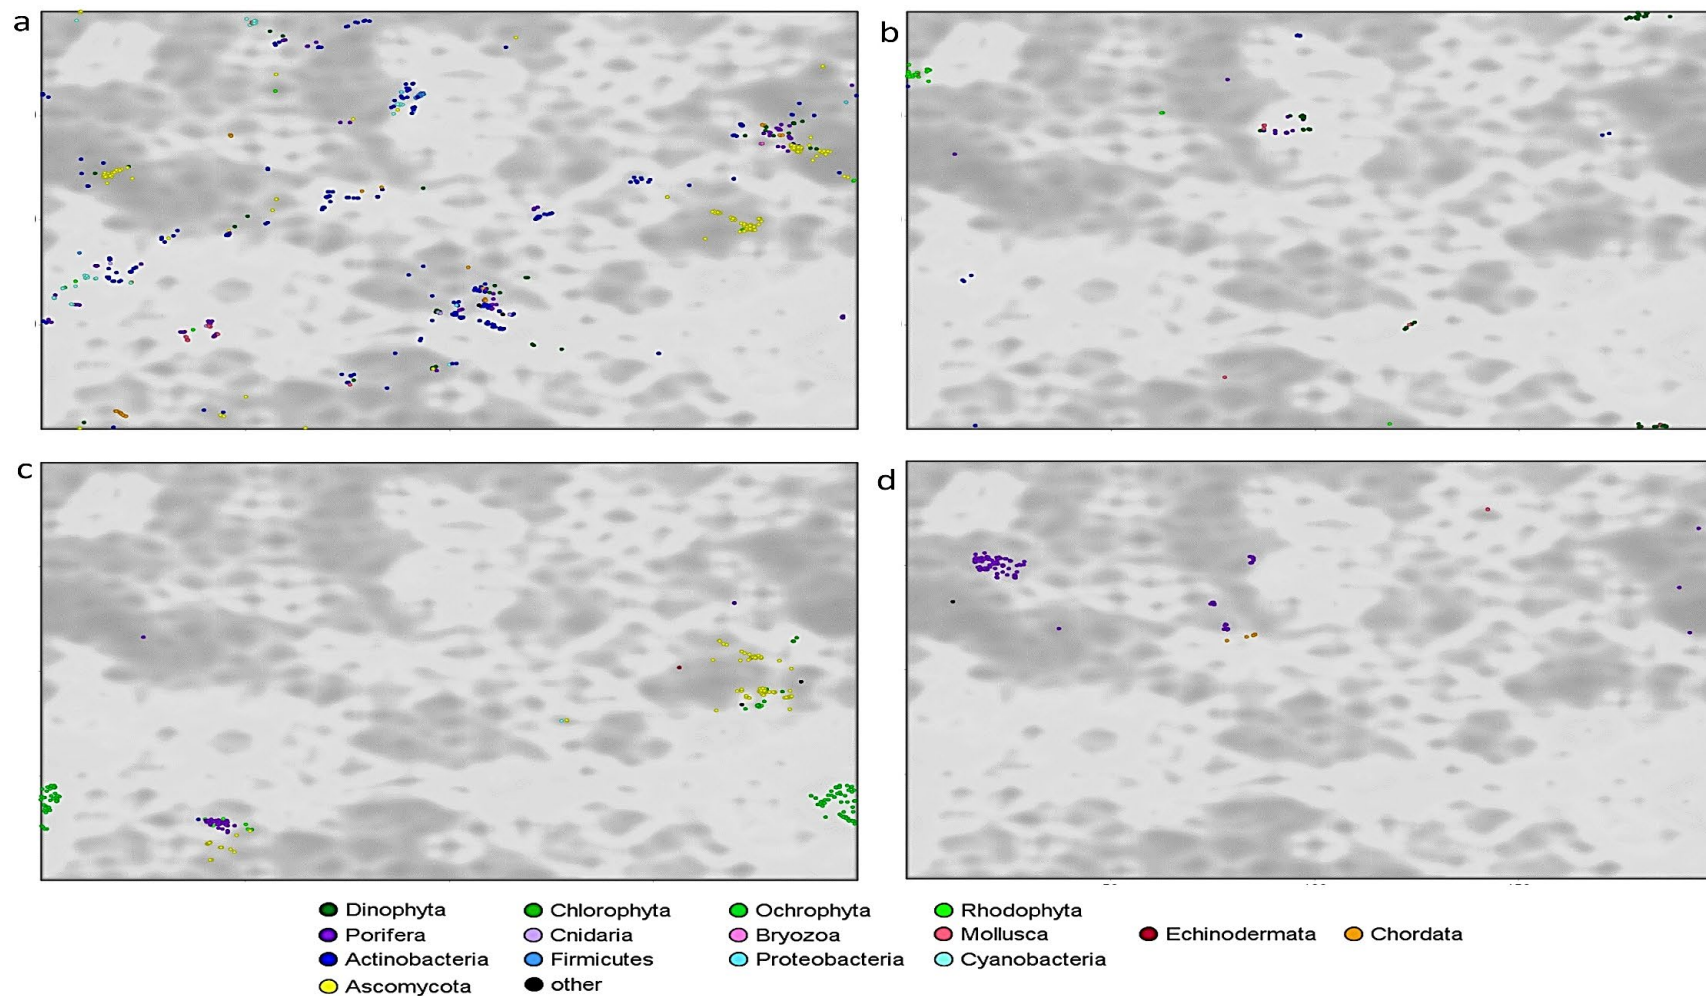 a
b
c
d
Dinophyta Chlorophyta Ochrophyta Rhodophyta
Porifera Cnidaria Bryozoa Mollusca Echinodermata Chordata
Actinobacteria Firmicutes Proteobacteria Cyanobacteria
Ascomycota other